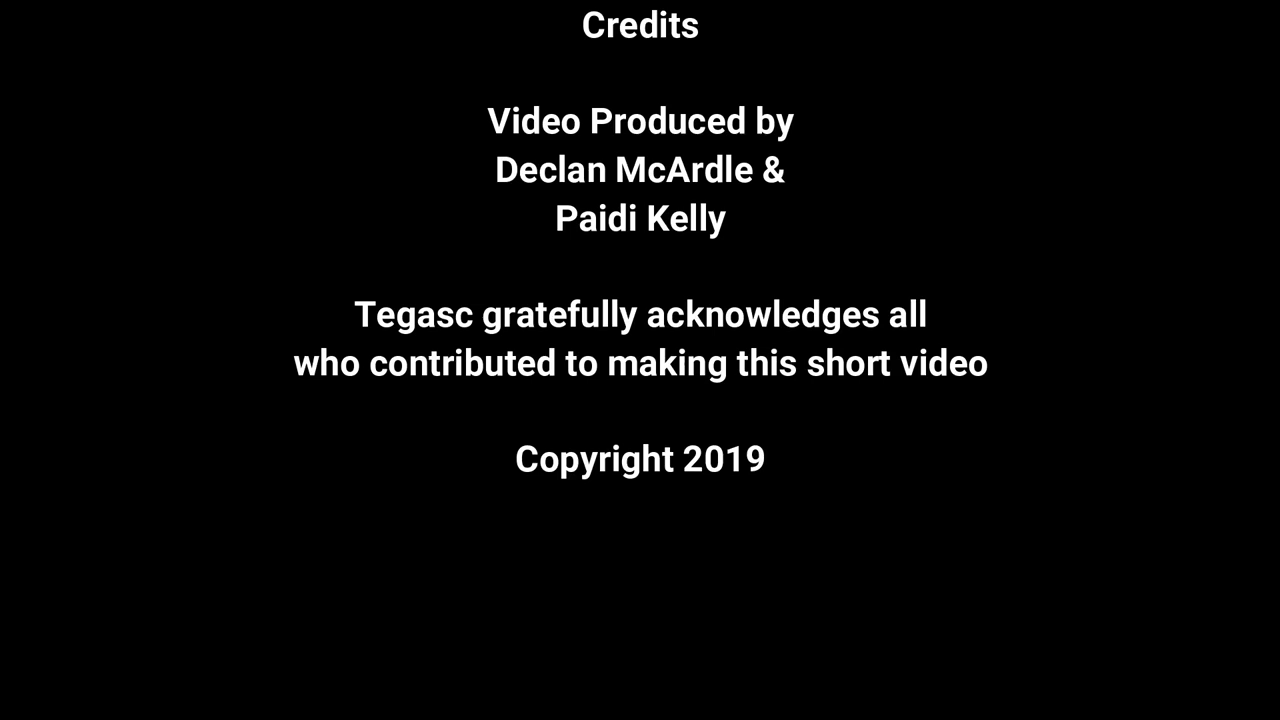 Credits
Video Produced by
Declan McArdle &
Paidi Kelly
Tegasc gratefully acknowledges all
who contributed to making this short video
Copyright 2019